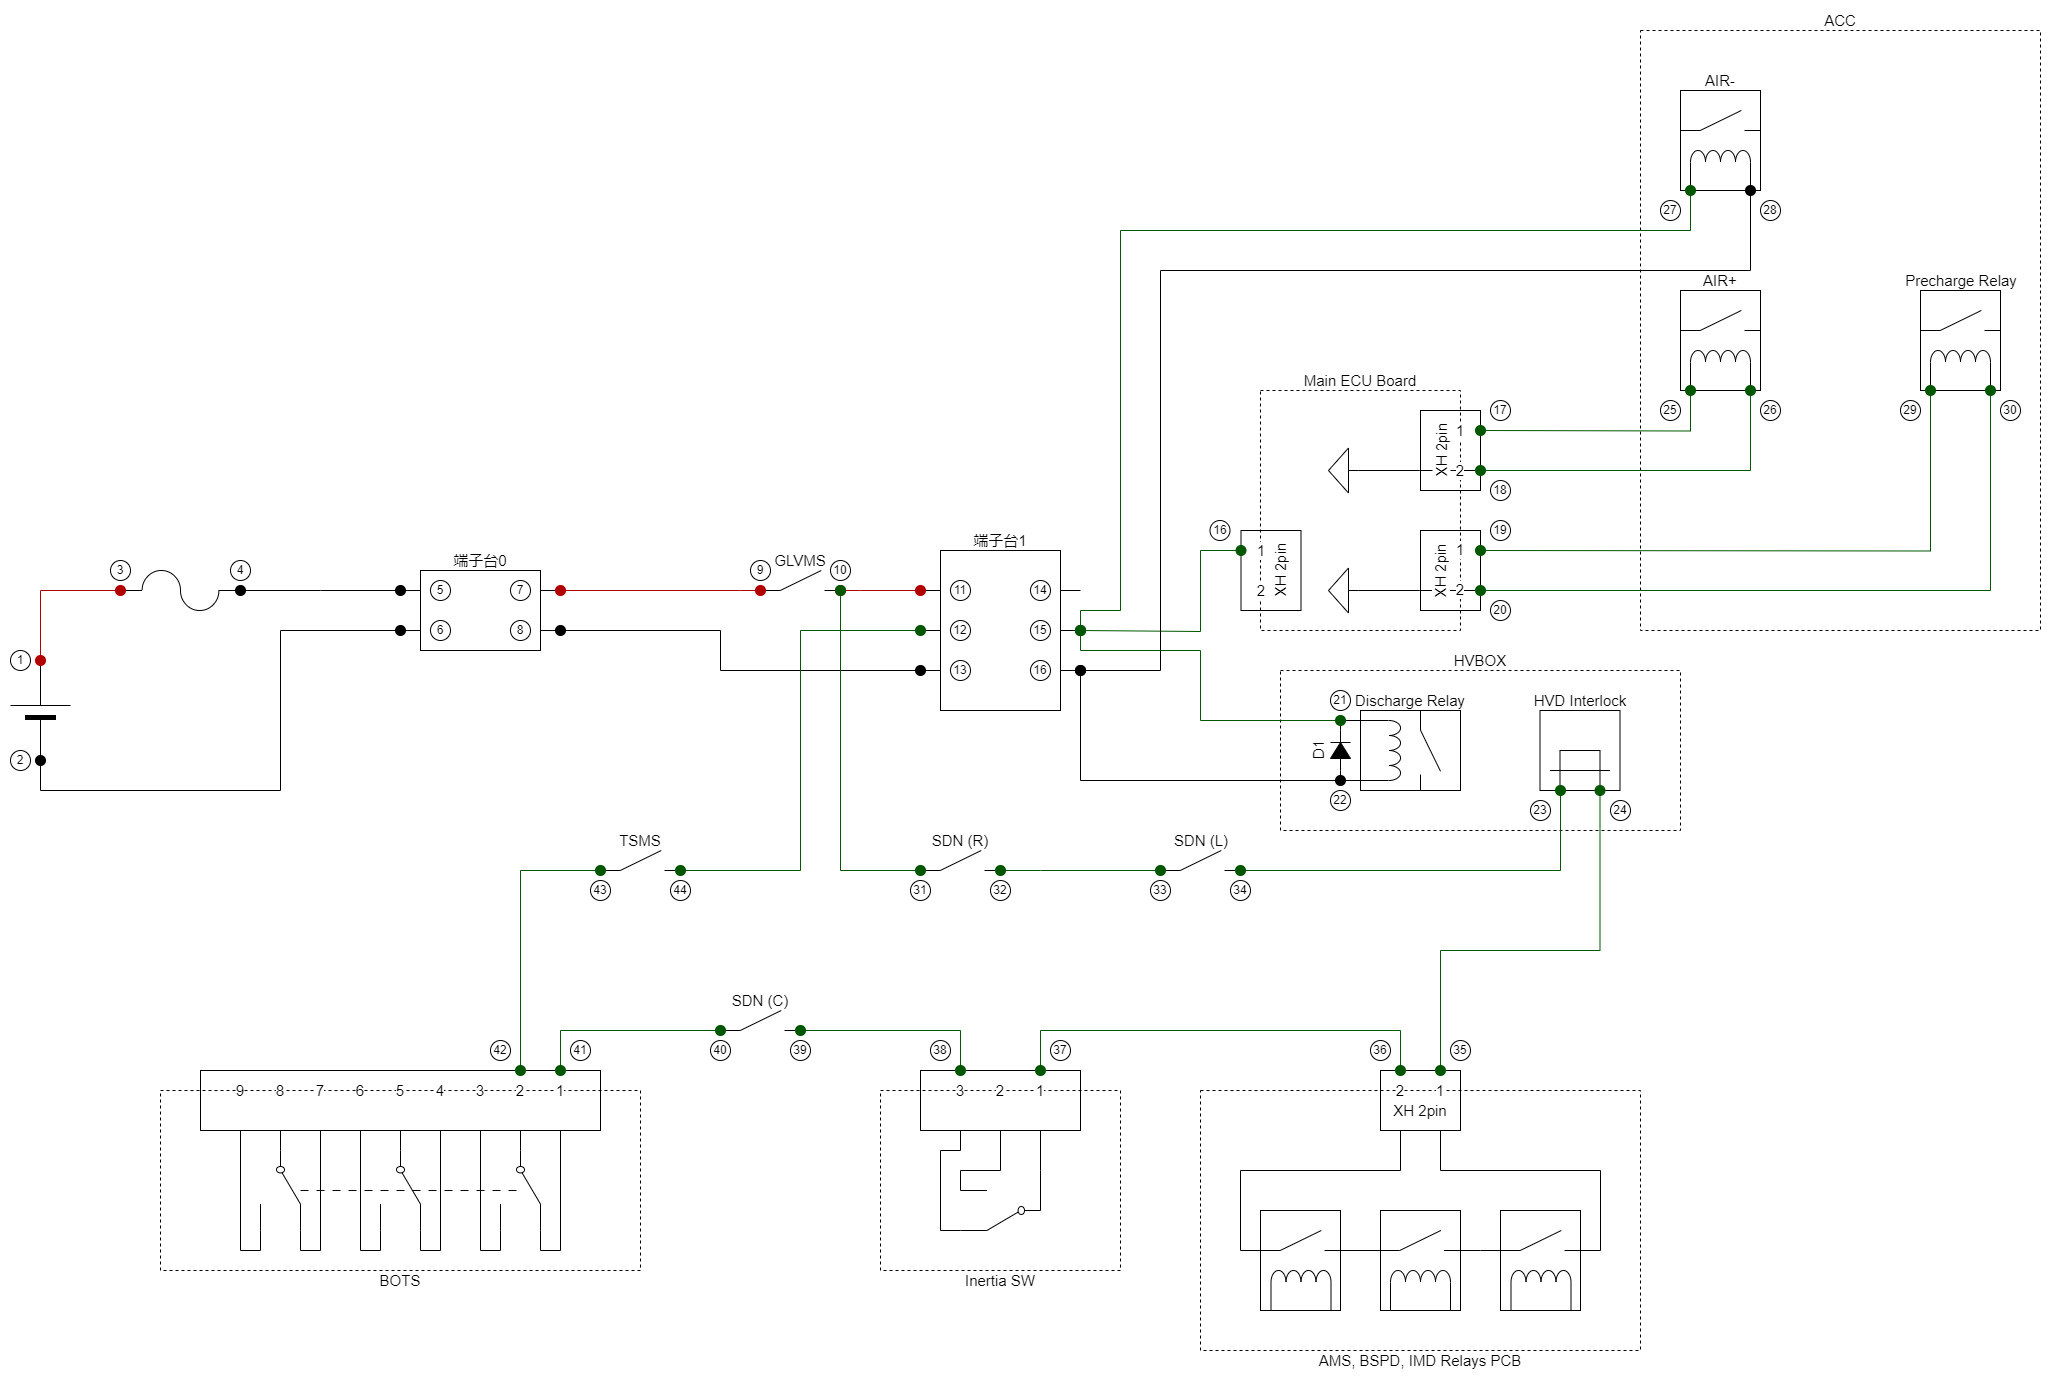 ACC
AIR-
27
28
AIR+
Precharge Relay
25
26
29
30
Main ECU Board
17
1
XH 2pin
2
18
16
1
XH 2pin
2
19
1
XH 2pin
2
20
3
4
端子台0
5
7
6
8
1
2
9
GLVMS
10
端子台1
11
14
12
15
13
16
HVBOX
21
Discharge Relay
HVD Interlock
D1
22
23
24
TSMS
43
44
SDN (R)
31
32
SDN (L)
33
34
SDN (C)
40
39
42
41
9 8 7 6 5 4 3 2 1
BOTS
38
37
3 2 1
Inertia SW
36
35
2 1
XH 2pin
AMS, BSPD, IMD Relays PCB